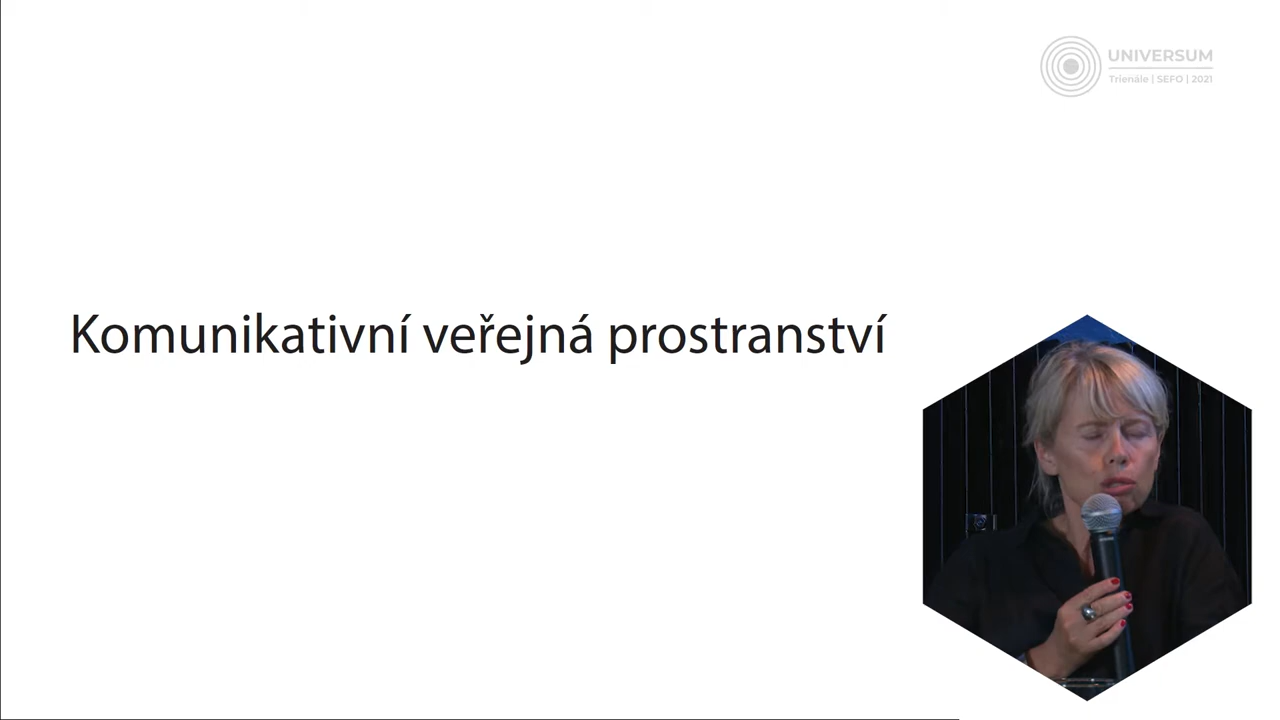 UNIVERSUM
Trienále | SEFO | 2021
Komunikativní veřejná prostranství